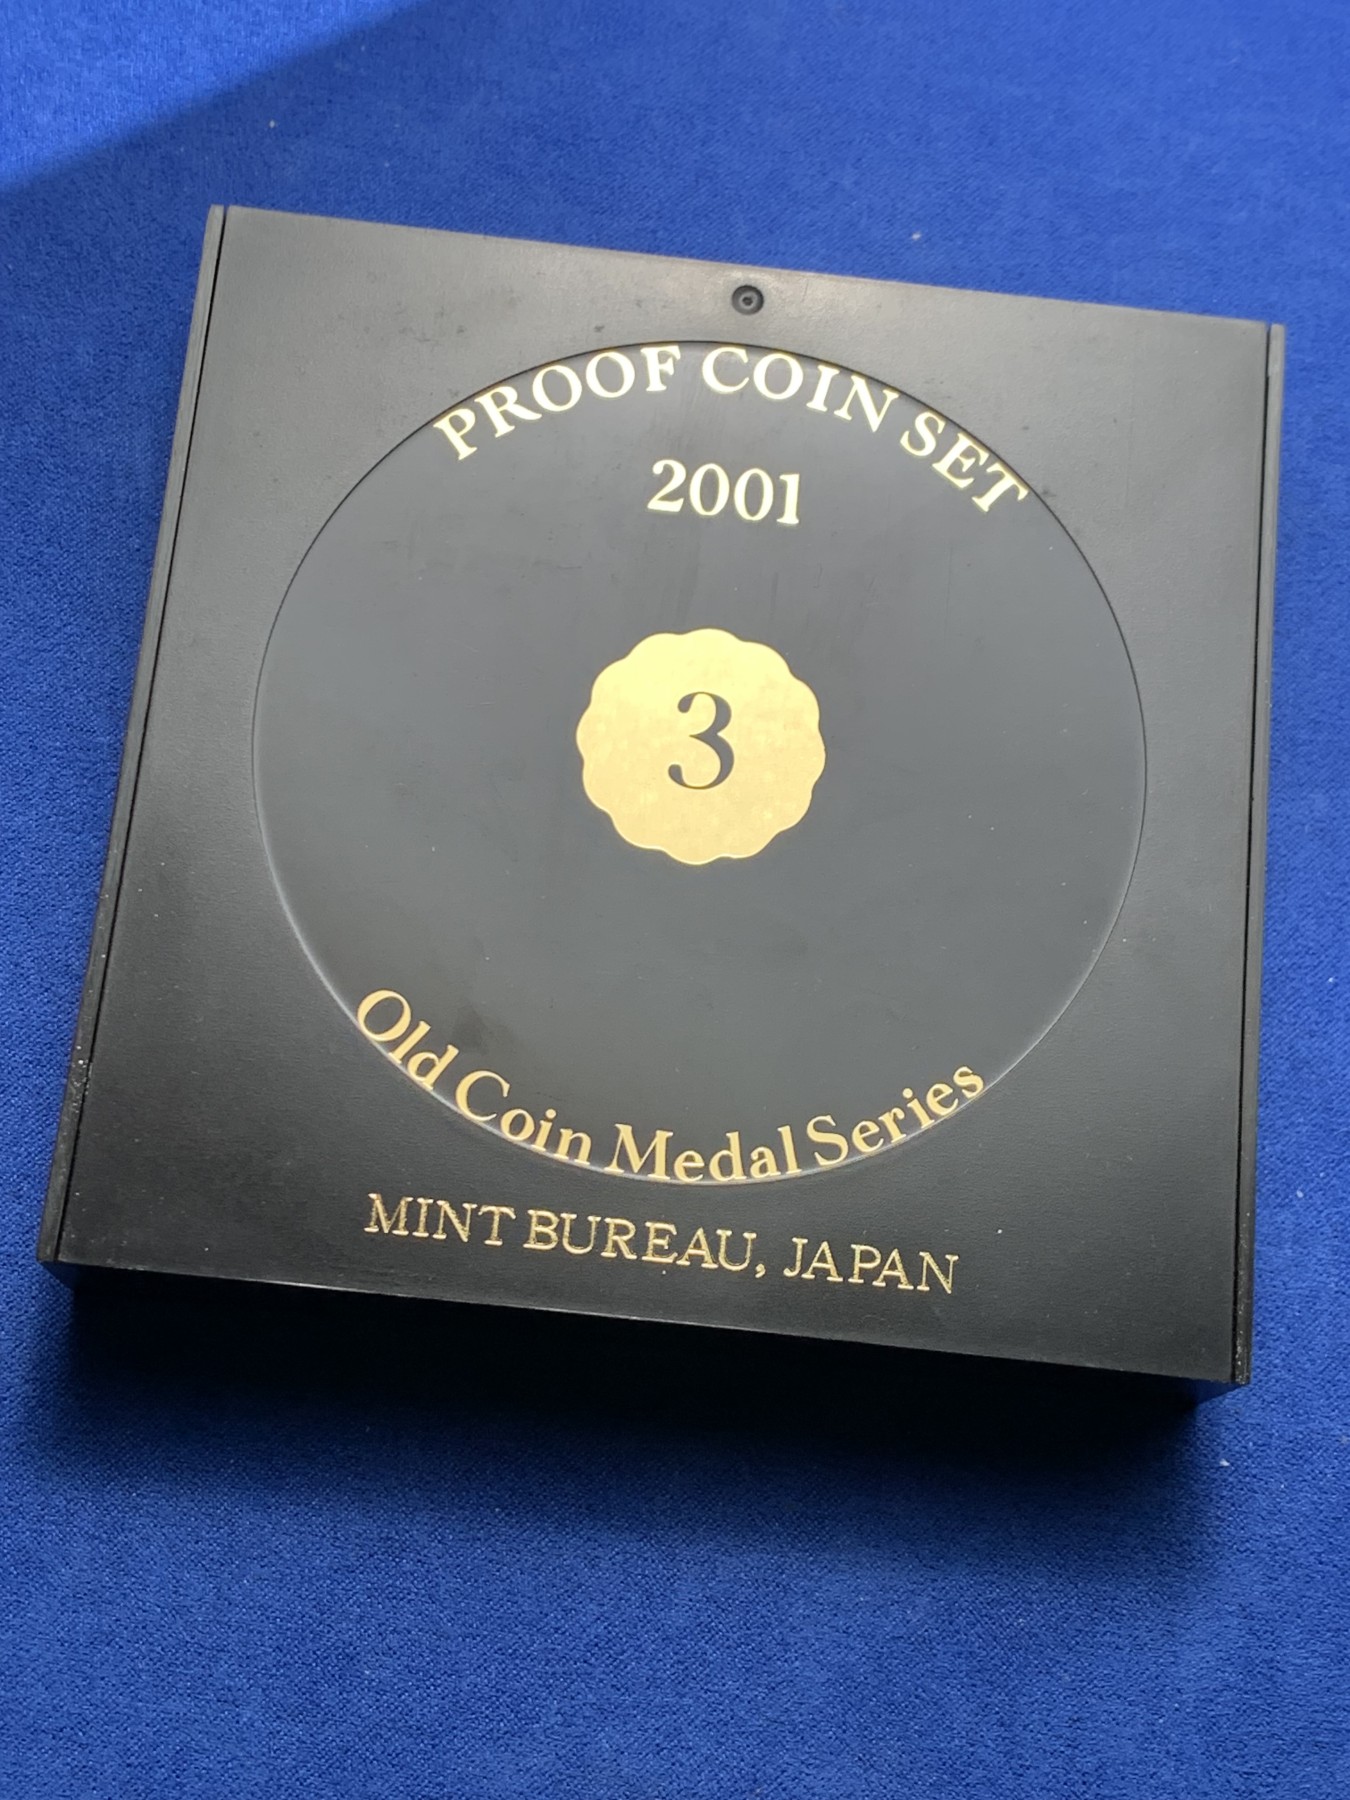 PROOF COIN SET
2001
3
Old Coin Medal Series
MINT BUREAU, JAPAN